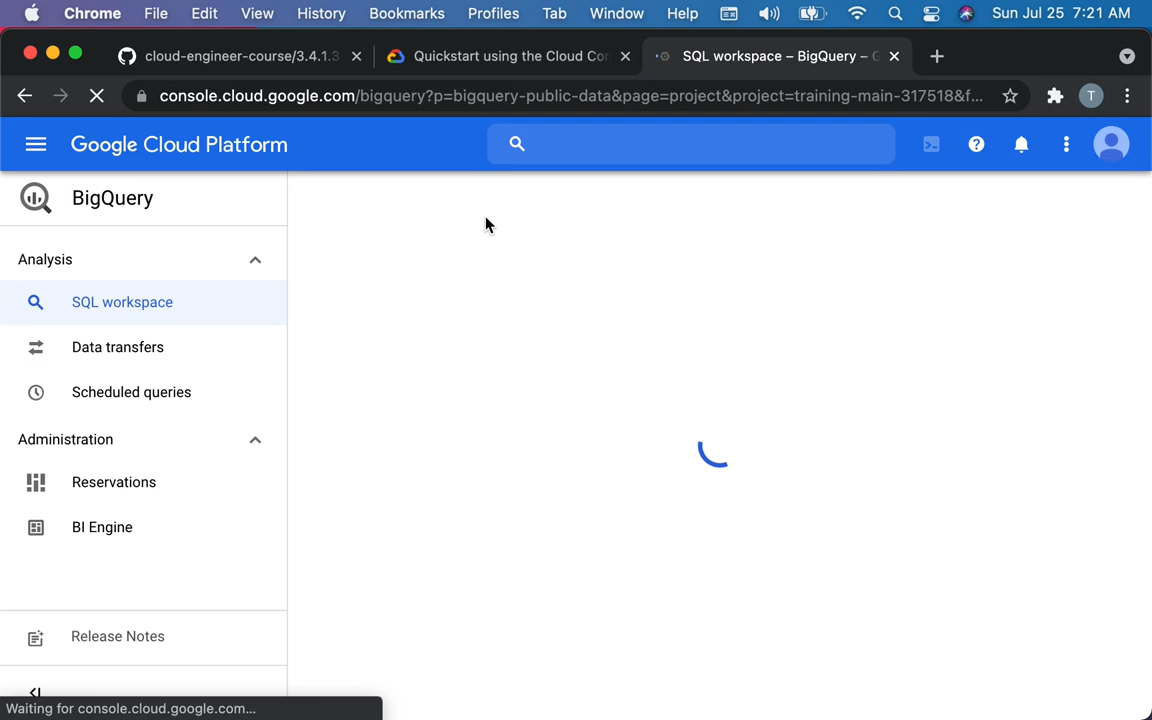 Chrome File Edit View History Bookmarks Profiles Tab Window Help Sun Jul 25 7:21 AM
cloud-engineer-course/3.4.1.3 Quickstart using the Cloud Con SQL workspace – BigQuery – G
console.cloud.google.com/bigquery?p=bigquery-public-data&page=project&project=training-main-317518&f... T
Google Cloud Platform
BigQuery
Analysis
SQL workspace
Data transfers
Scheduled queries
Administration
Reservations
BI Engine
Release Notes
Waiting for console.cloud.google.com...